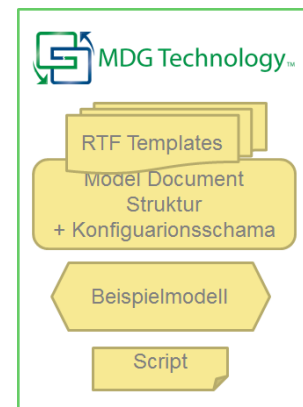 MDG Technology™
RTF Templates
Model Document
Struktur
+ Konfiguarionsschama
Beispielmodell
Script